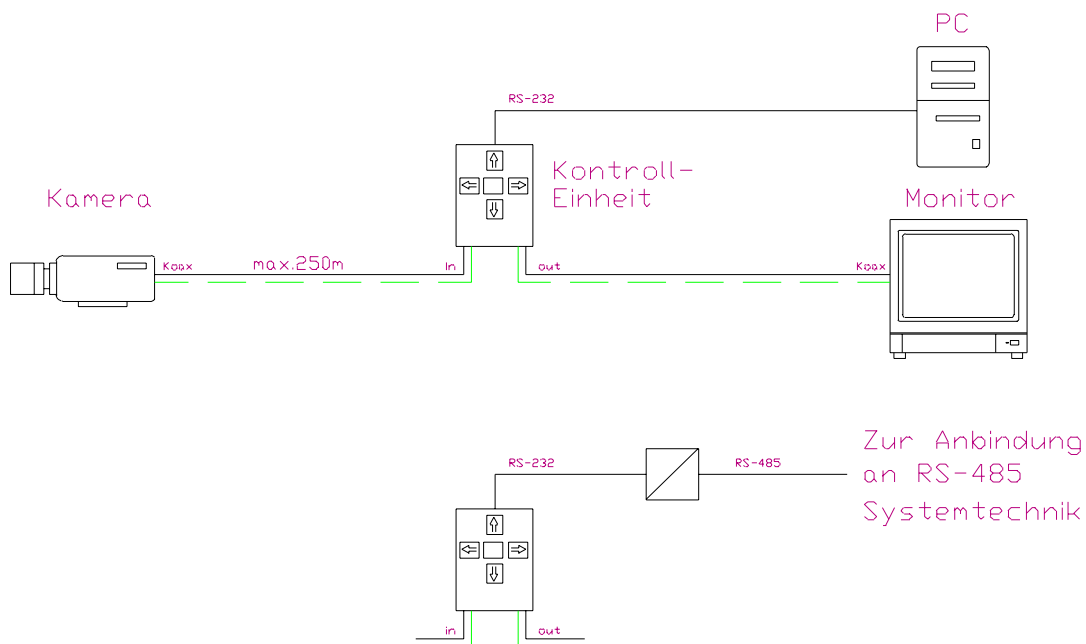 PC
RS-232
Kontroll-
Einheit
Kamera
Monitor
Koax
max.250m
In
out
Koax
RS-232
RS-485
Zur Anbindung
an RS-485
Systemtechnik
in
out